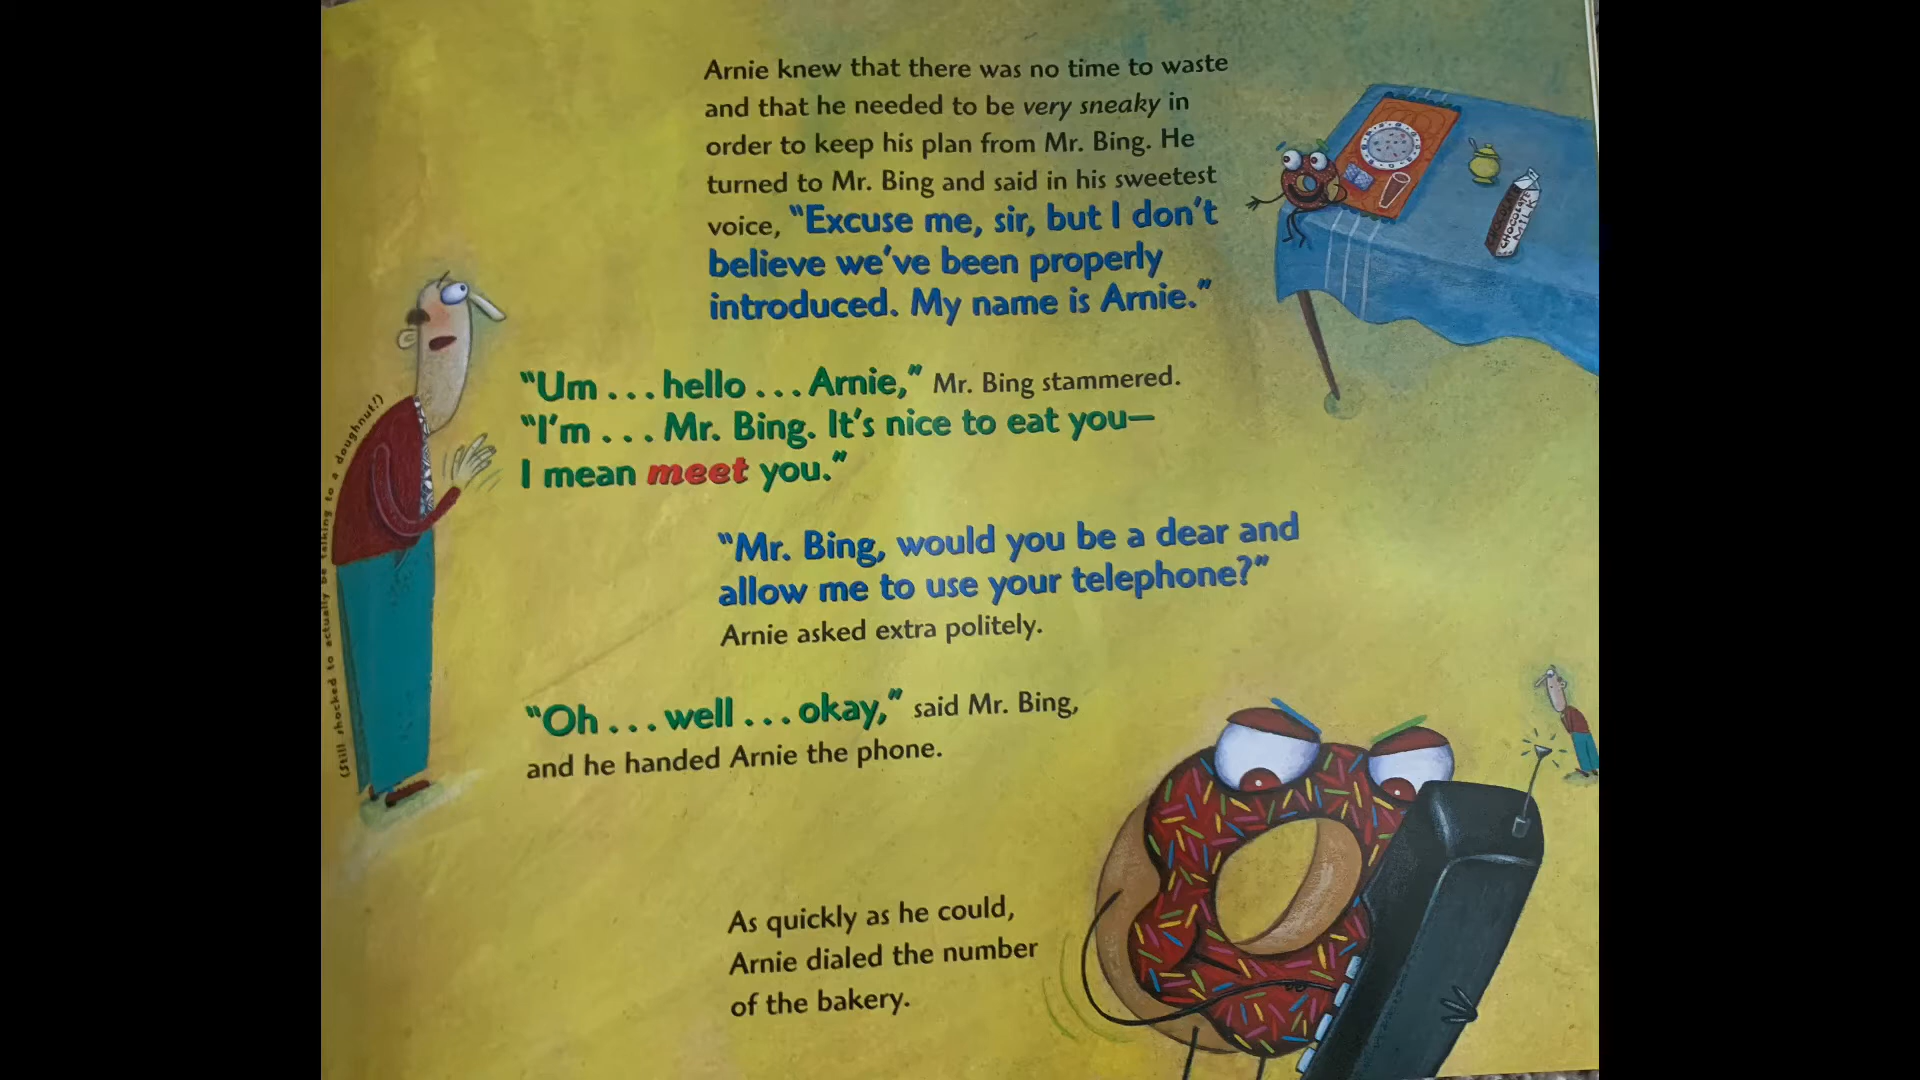 Arnie knew that there was no time to waste
and that he needed to be very sneaky in
order to keep his plan from Mr. Bing. He
turned to Mr. Bing and said in his sweetest
voice, “Excuse me, sir, but I don’t
believe we’ve been properly
introduced. My name is Arnie.”
“Um . . . hello . . . Arnie,” Mr. Bing stammered.
“I’m . . . Mr. Bing. It’s nice to eat you—
I mean meet you.”
“Mr. Bing, would you be a dear and
allow me to use your telephone?”
Arnie asked extra politely.
“Oh . . . well . . . okay,” said Mr. Bing,
and he handed Arnie the phone.
As quickly as he could,
Arnie dialed the number
of the bakery.
(Still shocked to actually be talking to a doughnut!)
CHOCOLATE
CHOCOLATE
MILK